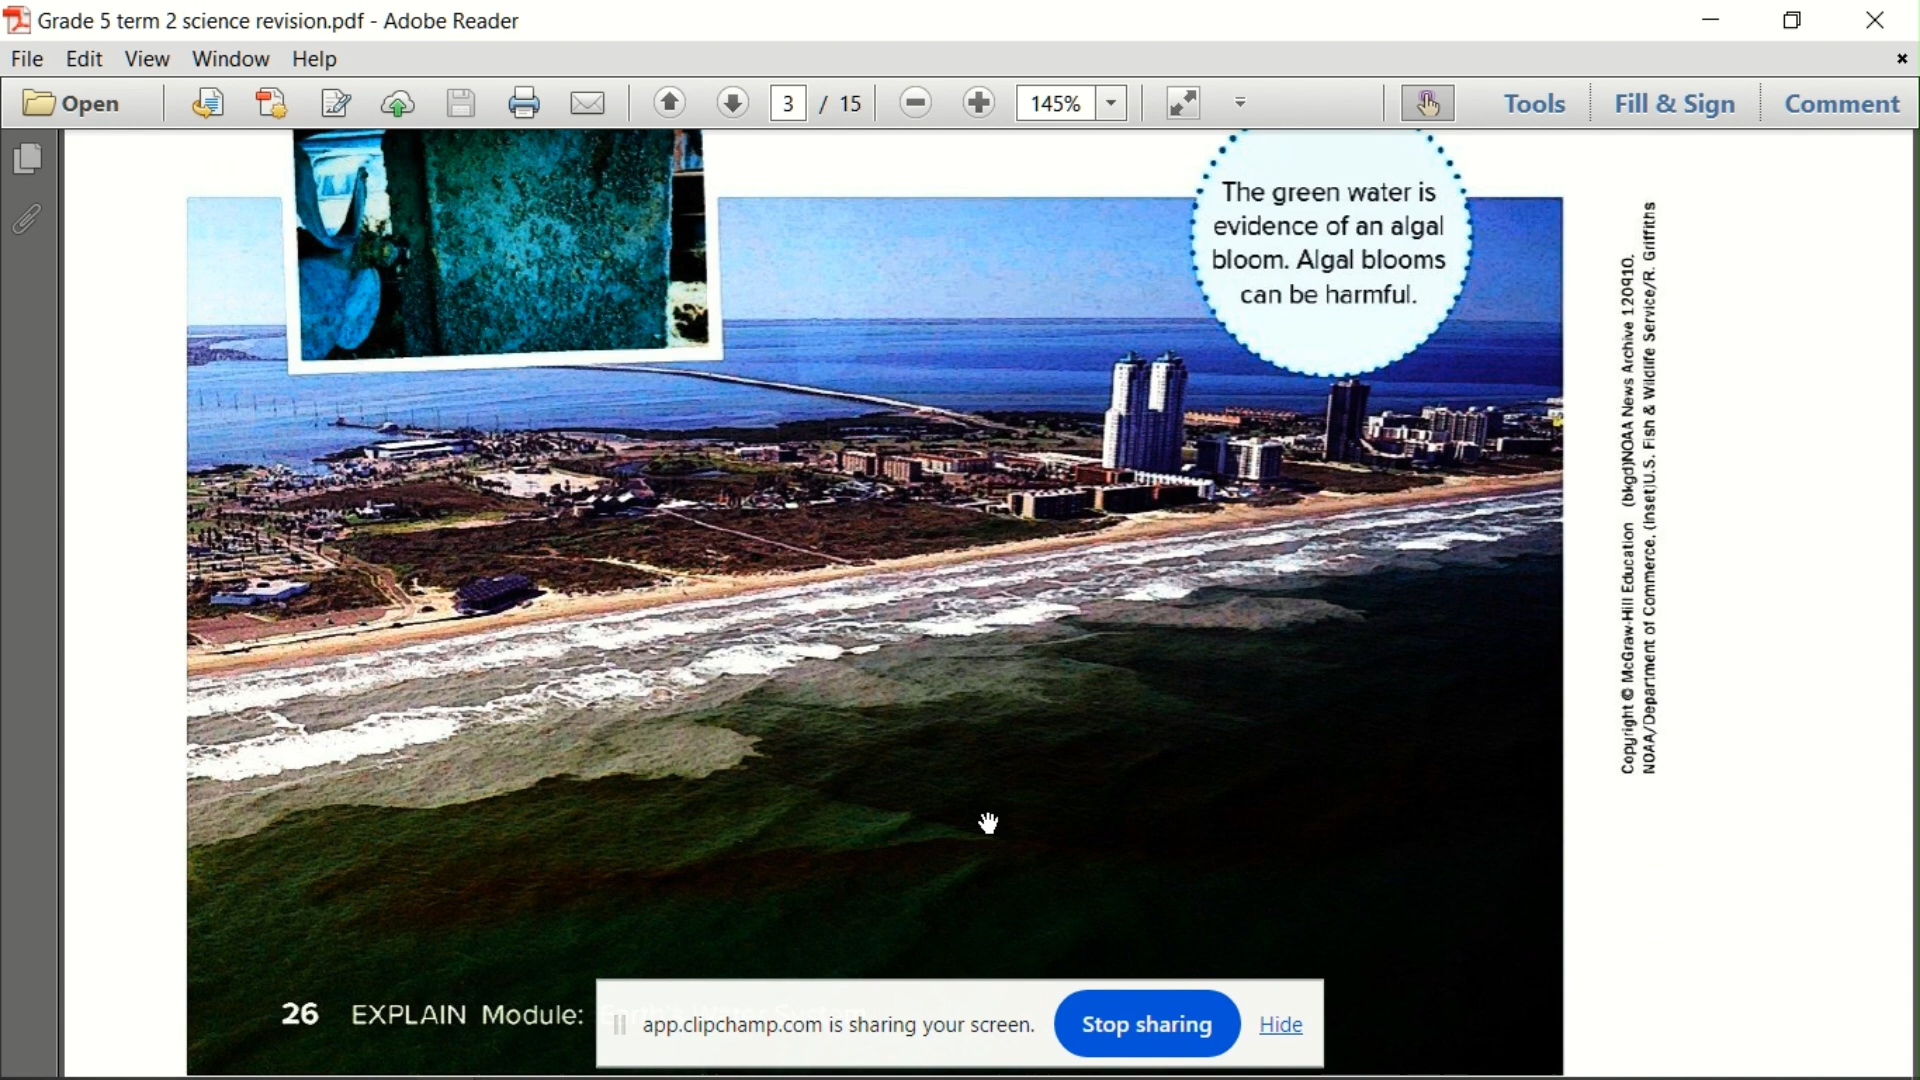 Grade 5 term 2 science revision.pdf - Adobe Reader
File Edit View Window Help
Open 3 / 15 145% Tools Fill & Sign Comment
The green water is
evidence of an algal
bloom. Algal blooms
can be harmful.
Copyright © McGraw-Hill Education (bkgd)NOAA News Archive 120910,
NOAA/Department of Commerce, (inset)U.S. Fish & Wildlife Service/R. Griffiths
26 EXPLAIN Module:
app.clipchamp.com is sharing your screen. Stop sharing Hide